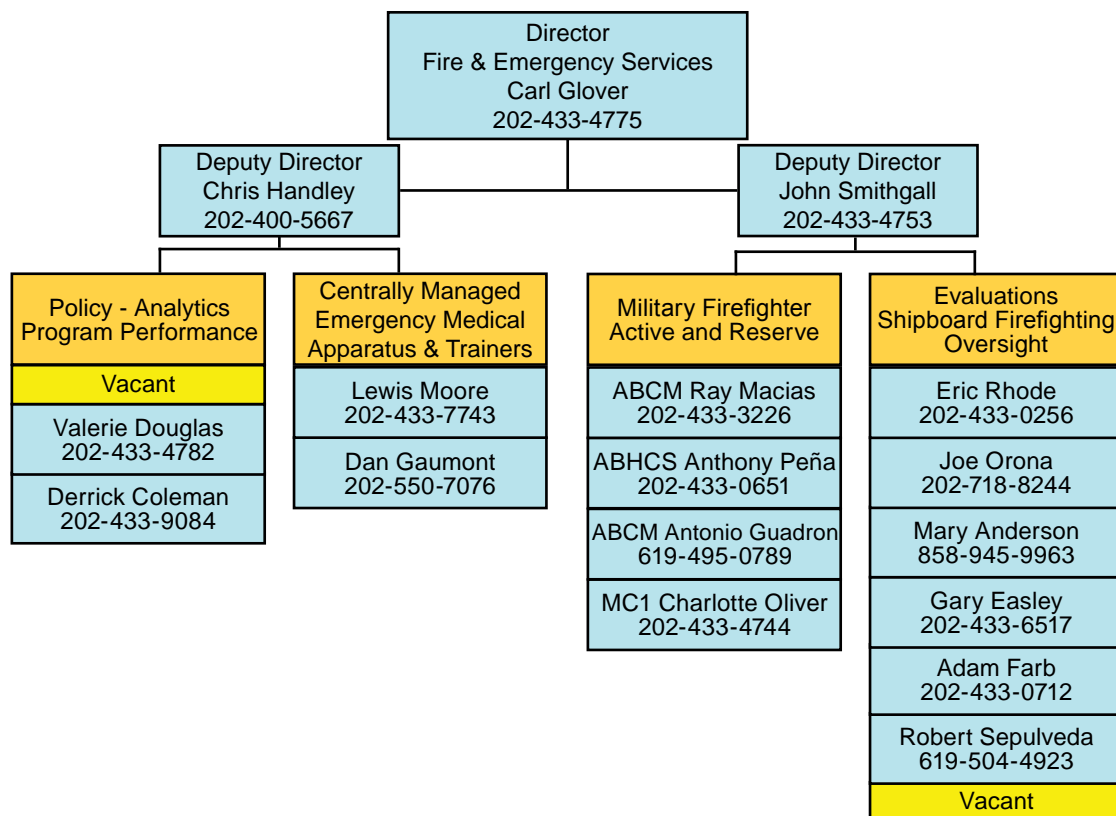 Director
Fire & Emergency Services
Carl Glover
202-433-4775
Deputy Director
Chris Handley
202-400-5667
Deputy Director
John Smithgall
202-433-4753
Policy - Analytics
Program Performance
Vacant
Valerie Douglas
202-433-4782
Derrick Coleman
202-433-9084
Centrally Managed
Emergency Medical
Apparatus & Trainers
Lewis Moore
202-433-7743
Dan Gaumont
202-550-7076
Military Firefighter
Active and Reserve
ABCM Ray Macias
202-433-3226
ABHCS Anthony Peña
202-433-0651
ABCM Antonio Guadron
619-495-0789
MC1 Charlotte Oliver
202-433-4744
Evaluations
Shipboard Firefighting
Oversight
Eric Rhode
202-433-0256
Joe Orona
202-718-8244
Mary Anderson
858-945-9963
Gary Easley
202-433-6517
Adam Farb
202-433-0712
Robert Sepulveda
619-504-4923
Vacant